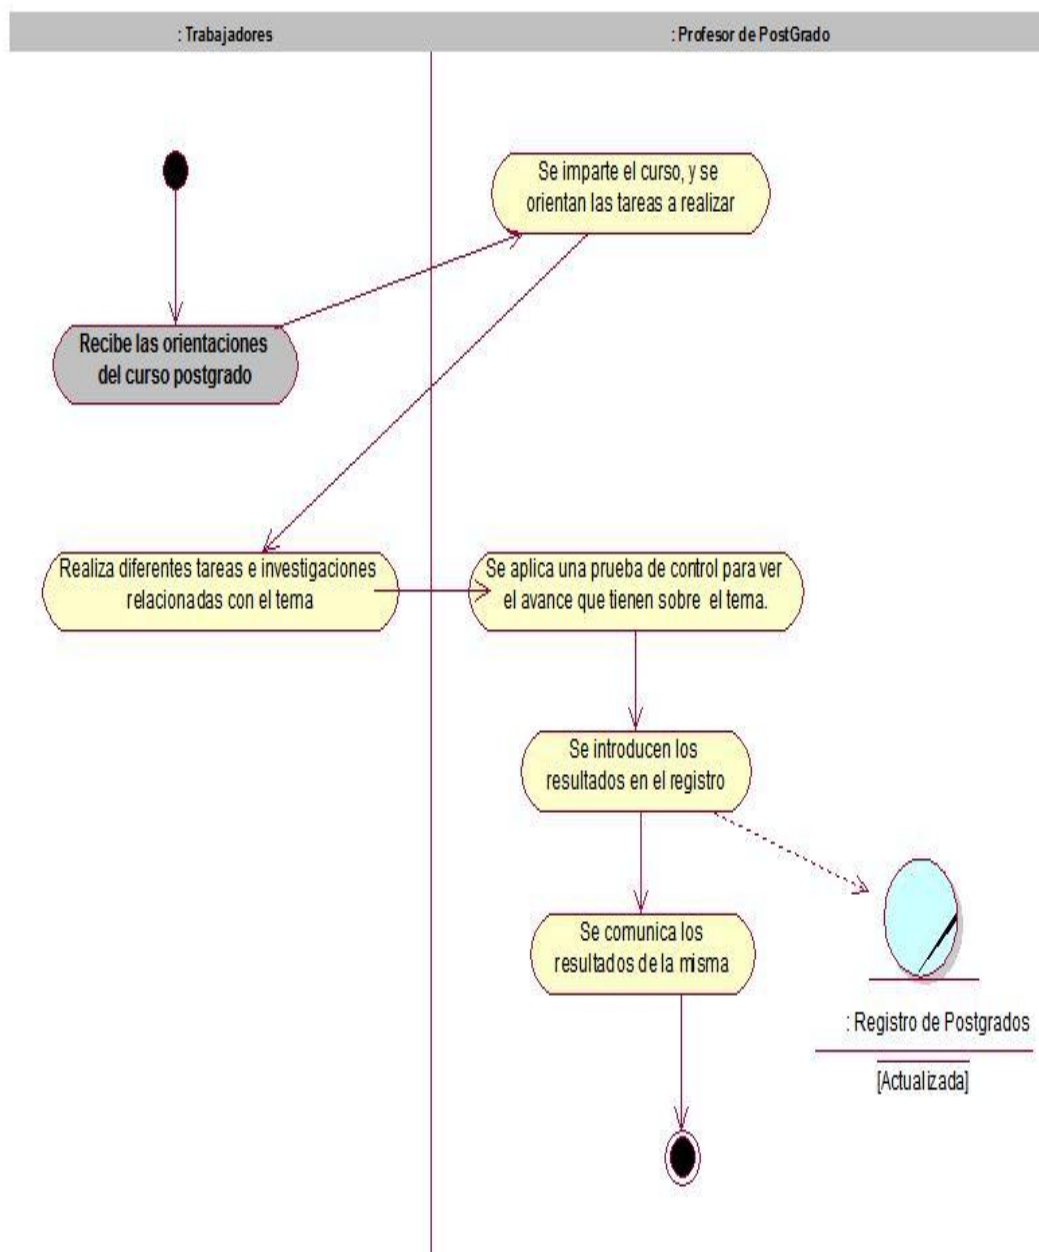 : Trabajadores
: Profesor de PostGrado
Se imparte el curso, y se
orientan las tareas a realizar
Recibe las orientaciones
del curso postgrado
Realiza diferentes tareas e investigaciones
relacionadas con el tema
Se aplica una prueba de control para ver
el avance que tienen sobre el tema.
Se introducen los
resultados en el registro
Se comunica los
resultados de la misma
: Registro de Postgrados
[Actualizada]